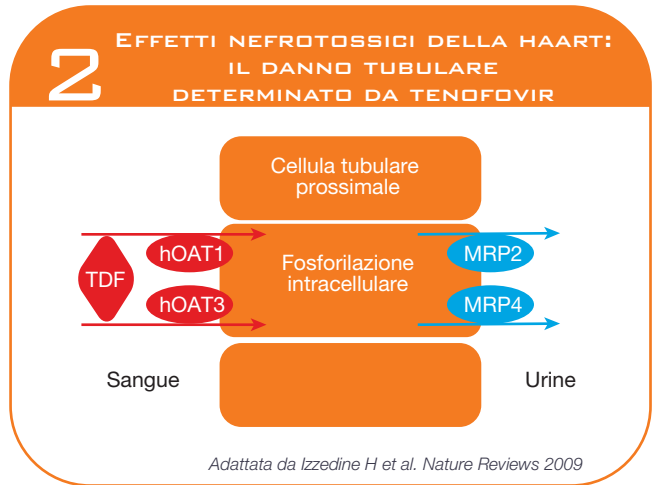 2
EFFETTI NEFROTOSSICI DELLA HAART:
IL DANNO TUBULARE
DETERMINATO DA TENOFOVIR
Cellula tubulare
prossimale
TDF
hOAT1
hOAT3
Fosforilazione
intracellulare
MRP2
MRP4
Sangue
Urine
Adattata da Izzedine H et al. Nature Reviews 2009